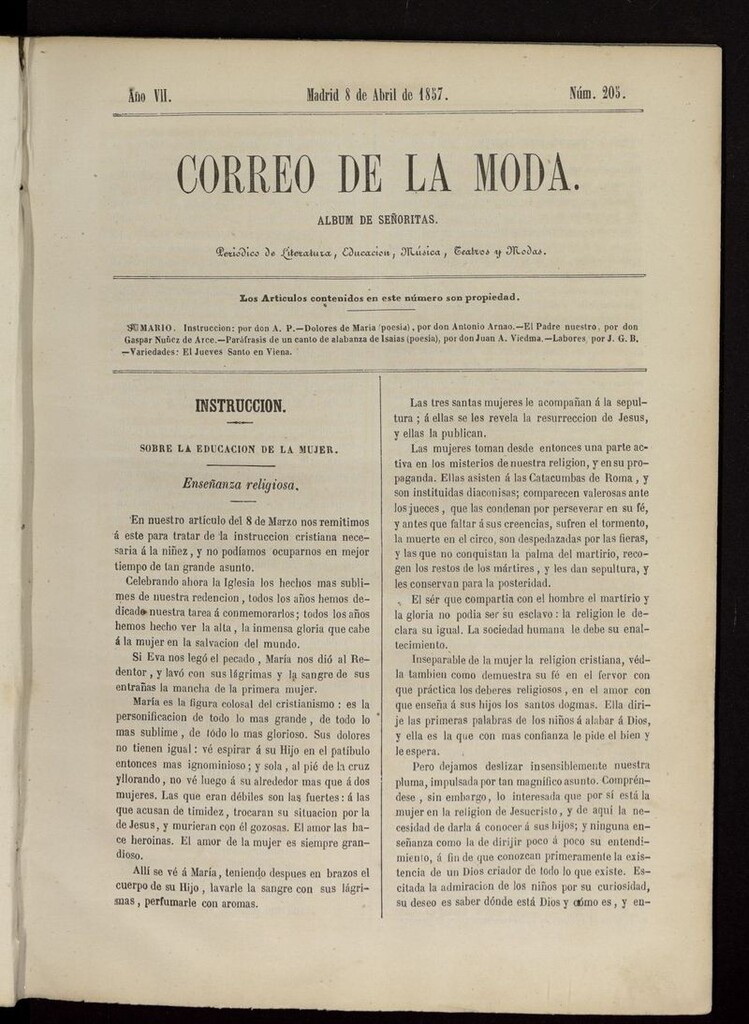 Año VII.
Madrid 8 de Abril de 1857.
Núm. 205.
CORREO DE LA MODA.
ALBUM DE SEÑORITAS.
Periodico de Literatura, Educacion, Música, Teatros y Modas.
Los Articulos contenidos en este número son propiedad.
SUMARIO. Instruccion: por don A. P.—Dolores de Maria (poesia), por don Antonio Arnao.—El Padre nuestro, por don
Gaspar Nuñez de Arce.—Paráfrasis de un canto de alabanza de Isaias (poesia), por don Juan A. Viedma.—Labores, por J. G. B.
—Variedades: El Jueves Santo en Viena.
INSTRUCCION.
SOBRE LA EDUCACION DE LA MUJER.
Enseñanza religiosa.
En nuestro artículo del 8 de Marzo nos remitimos
á este para tratar de la instruccion cristiana nece-
saria á la niñez, y no podíamos ocuparnos en mejor
tiempo de tan grande asunto.
Celebrando ahora la Iglesia los hechos mas subli-
mes de nuestra redencion, todos los años hemos de-
dicado nuestra tarea á conmemorarlos; todos los años
hemos hecho ver la alta, la inmensa gloria que cabe
á la mujer en la salvacion del mundo.
Si Eva nos legó el pecado, María nos dió al Re-
dentor, y lavó con sus lágrimas y la sangre de sus
entrañas la mancha de la primera mujer.
María es la figura colosal del cristianismo: es la
personificacion de todo lo mas grande, de todo lo
mas sublime, de todo lo mas glorioso. Sus dolores
no tienen igual: vé espirar á su Hijo en el patíbulo
entonces mas ignominioso; y sola, al pié de la cruz
y llorando, no vé luego á su alrededor mas que á dos
mujeres. Las que eran débiles son las fuertes: á las
que acusan de timidez, trocaran su situacion por la
de Jesus, y murieran con él gozosas. El amor las ha-
ce heroinas. El amor de la mujer es siempre gran-
dioso.
Allí se vé á María, teniendo despues en brazos el
cuerpo de su Hijo, lavarle la sangre con sus lágri-
mas, perfumarle con aromas.
Las tres santas mujeres le acompañan á la sepul-
tura; á ellas se les revela la resurreccion de Jesus,
y ellas la publican.
Las mujeres toman desde entonces una parte ac-
tiva en los misterios de nuestra religion, y en su pro-
paganda. Ellas asisten á las Catacumbas de Roma, y
son instituidas diaconisas; comparecen valerosas ante
los jueces, que las condenan por perseverar en su fé,
y antes que faltar á sus creencias, sufren el tormento,
la muerte en el circo, son despedazadas por las fieras,
y las que no conquistan la palma del martirio, reco-
gen los restos de los mártires, y les dan sepultura, y
les conservan para la posteridad.
El sér que compartia con el hombre el martirio y
la gloria no podia ser su esclavo: la religion le de-
clara su igual. La sociedad humana le debe su enal-
tecimiento.
Inseparable de la mujer la religion cristiana, véd-
la tambien como demuestra su fé en el fervor con
que práctica los deberes religiosos, en el amor con
que enseña á sus hijos los santos dogmas. Ella diri-
je las primeras palabras de los niños á alabar á Dios,
y ella es la que con mas confianza le pide el bien y
le espera.
Pero dejamos deslizar insensiblemente nuestra
pluma, impulsada por tan magnífico asunto. Comprén-
dese, sin embargo, lo interesada que por sí está la
mujer en la religion de Jesucristo, y de aquí la ne-
cesidad de darla á conocer á sus hijos; y ninguna en-
señanza como la de dirijir poco á poco su entendi-
miento, á fin de que conozcan primeramente la exis-
tencia de un Dios criador de todo lo que existe. Es-
citada la admiracion de los niños por su curiosidad,
su deseo es saber dónde está Dios y cómo es, y en-